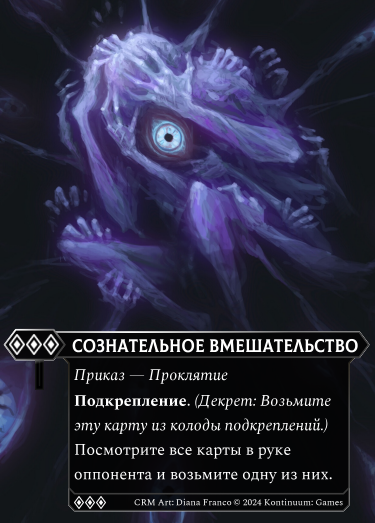 СОЗНАТЕЛЬНОЕ ВМЕШАТЕЛЬСТВО
Приказ — Проклятие
Подкрепление. (Декрет: Возьмите
эту карту из колоды подкреплений.)
Посмотрите все карты в руке
оппонента и возьмите одну из них.
CRM Art: Diana Franco © 2024 Kontinuum: Games